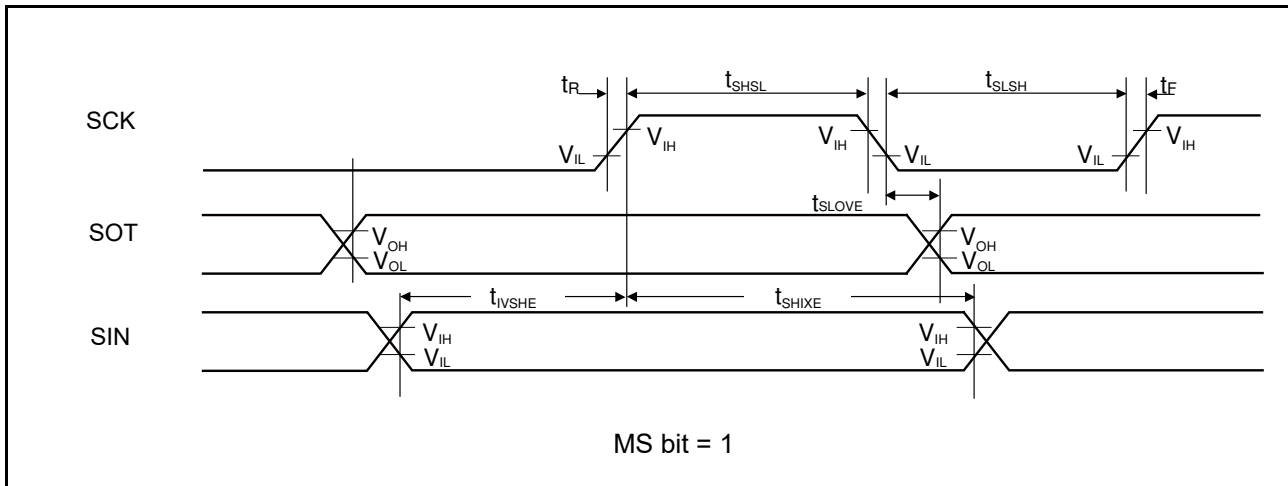 tR tSHSL tSLSH tF
SCK
VIH VIH VIH
VIL VIL VIL
tSLOVE
SOT
VOH VOH
VOL VOL
tIVSHE tSHIXE
SIN
VIH VIH
VIL VIL
MS bit = 1